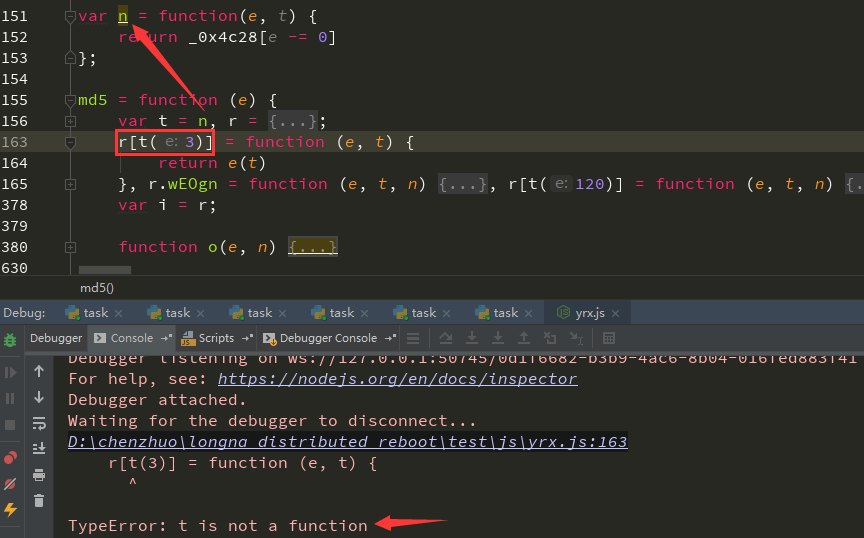 151 var n = function(e, t) {
152 return _0x4c28[e -= 0]
153 };
154
155 md5 = function (e) {
156 var t = n, r = {...};
163 r[t( e: 3)] = function (e, t) {
164 return e(t)
165 }, r.wEOgn = function (e, t, n) {...}, r[t( e: 120)] = function (e, t, n) {..
378 var i = r;
379
380 function o(e, n) {...}
630
md5()
Debug: task × task × task × task × task × task × yrx.js ×
Debugger Console Scripts Debugger Console
Debugger listening on ws://127.0.0.1:50745/0d1f6682-b3b9-4ac6-8b04-016fed883f41
For help, see: https://nodejs.org/en/docs/inspector
Debugger attached.
Waiting for the debugger to disconnect...
D:\chenzhuo\longna_distributed_reboot\test\js\yrx.js:163
r[t(3)] = function (e, t) {
^
TypeError: t is not a function